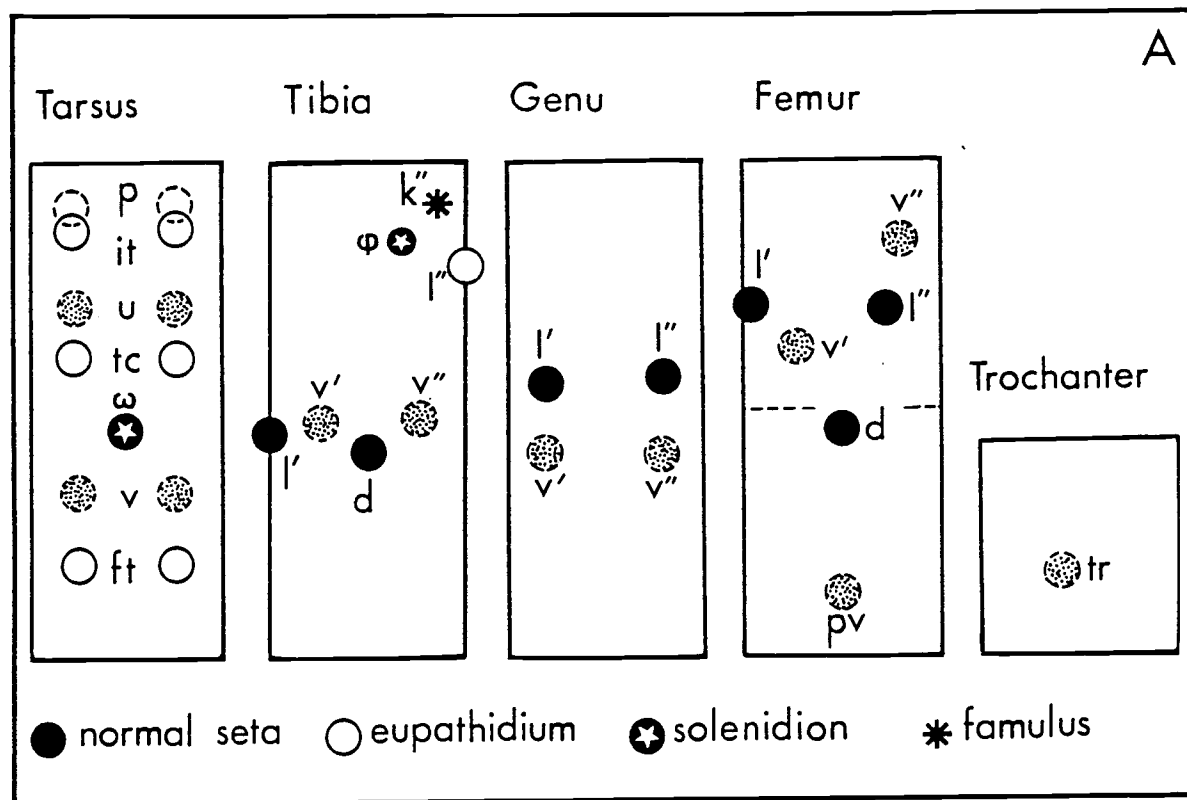 A
Tarsus
Tibia
Genu
Femur
Trochanter
p
it
u
tc
ω
v
ft
k″
φ
l″
v′
v″
l′
d
l′
l″
v′
v″
v″
l′
l″
v′
d
pv
tr
normal seta
eupathidium
solenidion
famulus